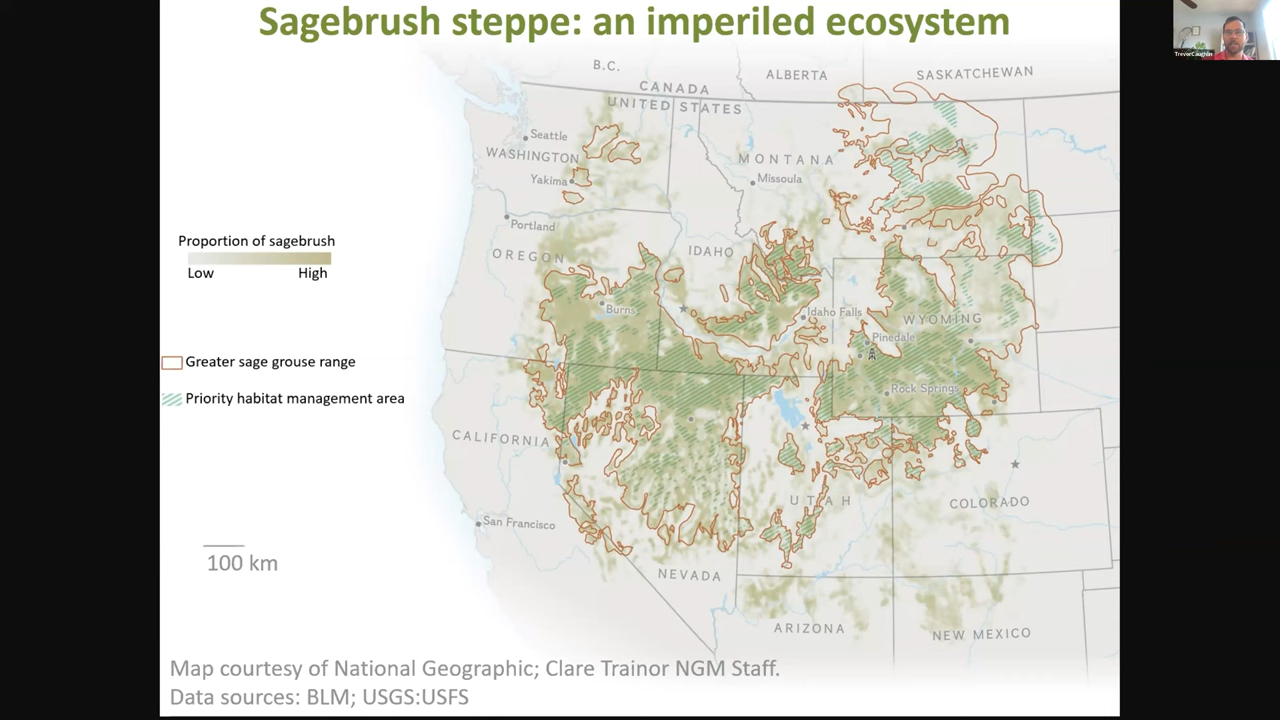 Sagebrush steppe: an imperiled ecosystem
TrevorCaughlin
B.C.
ALBERTA
SASKATCHEWAN
CANADA
UNITED STATES
Seattle
WASHINGTON
Yakima
MONTANA
Missoula
Portland
OREGON
IDAHO
Proportion of sagebrush
Low High
Burns
Idaho Falls
WYOMING
Pinedale
Greater sage grouse range
Rock Springs
Priority habitat management area
CALIFORNIA
UTAH
COLORADO
San Francisco
100 km
NEVADA
ARIZONA
NEW MEXICO
Map courtesy of National Geographic; Clare Trainor NGM Staff.
Data sources: BLM; USGS:USFS